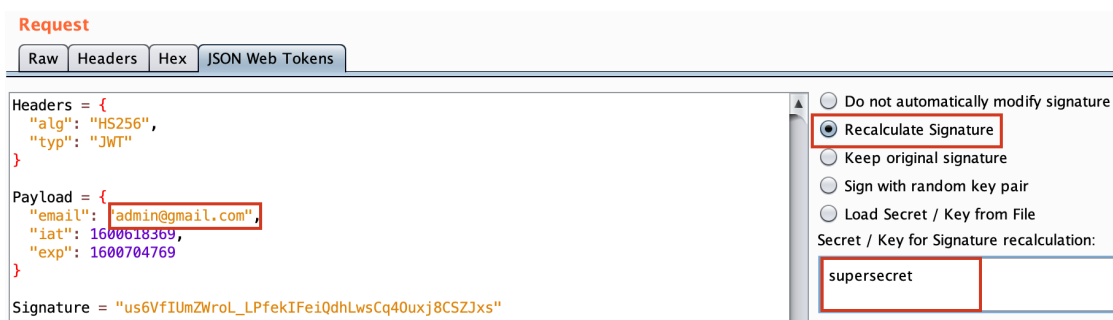 Request
Raw Headers Hex JSON Web Tokens
Headers = {
"alg": "HS256",
"typ": "JWT"
}
Payload = {
"email": "admin@gmail.com",
"iat": 1600618369,
"exp": 1600704769
}
Signature = "us6VfIUmZWroL_LPfekIFeiQdhLwsCq4Ouxj8CSZJxs"
Do not automatically modify signature
Recalculate Signature
Keep original signature
Sign with random key pair
Load Secret / Key from File
Secret / Key for Signature recalculation:
supersecret